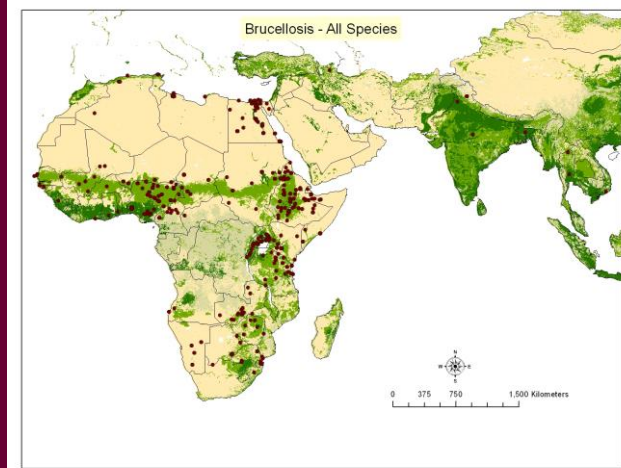 Brucellosis - All Species
N
W E
S
0 375 750 1,500 Kilometers